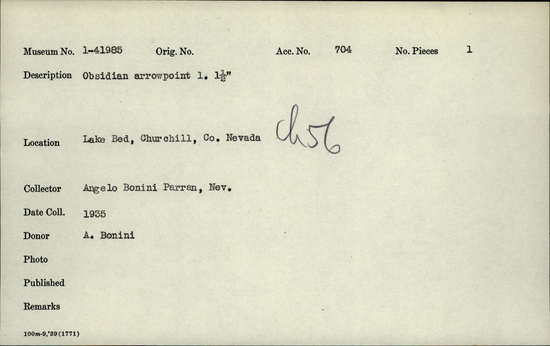 Museum No. 1-41985 Orig. No. Acc. No. 704 No. Pieces 1
Description Obsidian arrowpoint l. 1⅜"
Location Lake Bed, Churchill, Co. Nevada Ch56
Collector Angelo Bonini Parran, Nev.
Date Coll. 1935
Donor A. Bonini
Photo
Published
Remarks
100m-9,'39(1771)